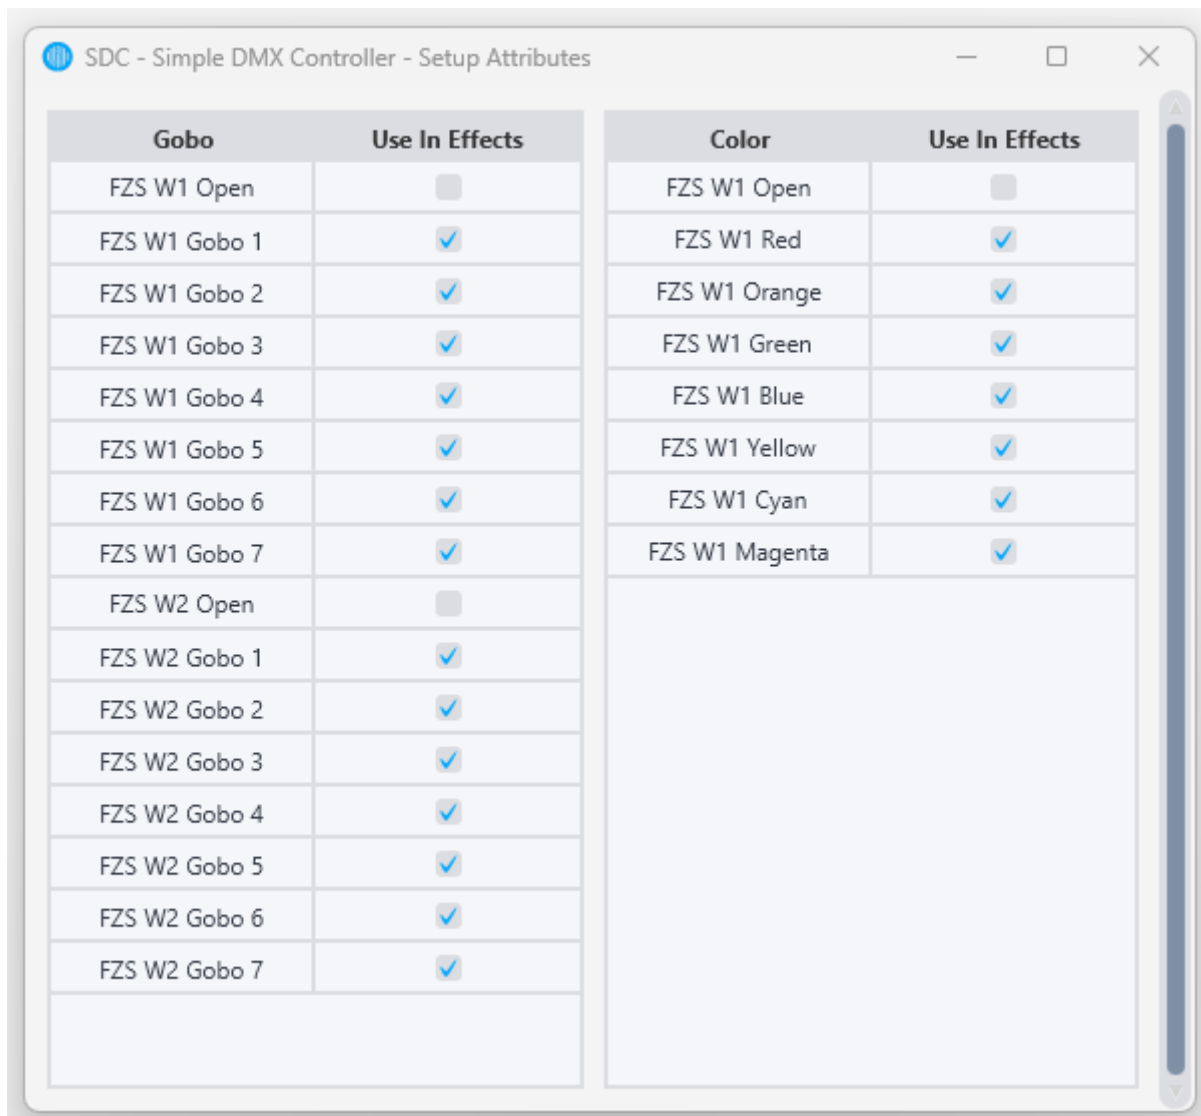 SDC - Simple DMX Controller - Setup Attributes
Gobo Use In Effects
FZS W1 Open
FZS W1 Gobo 1
FZS W1 Gobo 2
FZS W1 Gobo 3
FZS W1 Gobo 4
FZS W1 Gobo 5
FZS W1 Gobo 6
FZS W1 Gobo 7
FZS W2 Open
FZS W2 Gobo 1
FZS W2 Gobo 2
FZS W2 Gobo 3
FZS W2 Gobo 4
FZS W2 Gobo 5
FZS W2 Gobo 6
FZS W2 Gobo 7
Color Use In Effects
FZS W1 Open
FZS W1 Red
FZS W1 Orange
FZS W1 Green
FZS W1 Blue
FZS W1 Yellow
FZS W1 Cyan
FZS W1 Magenta